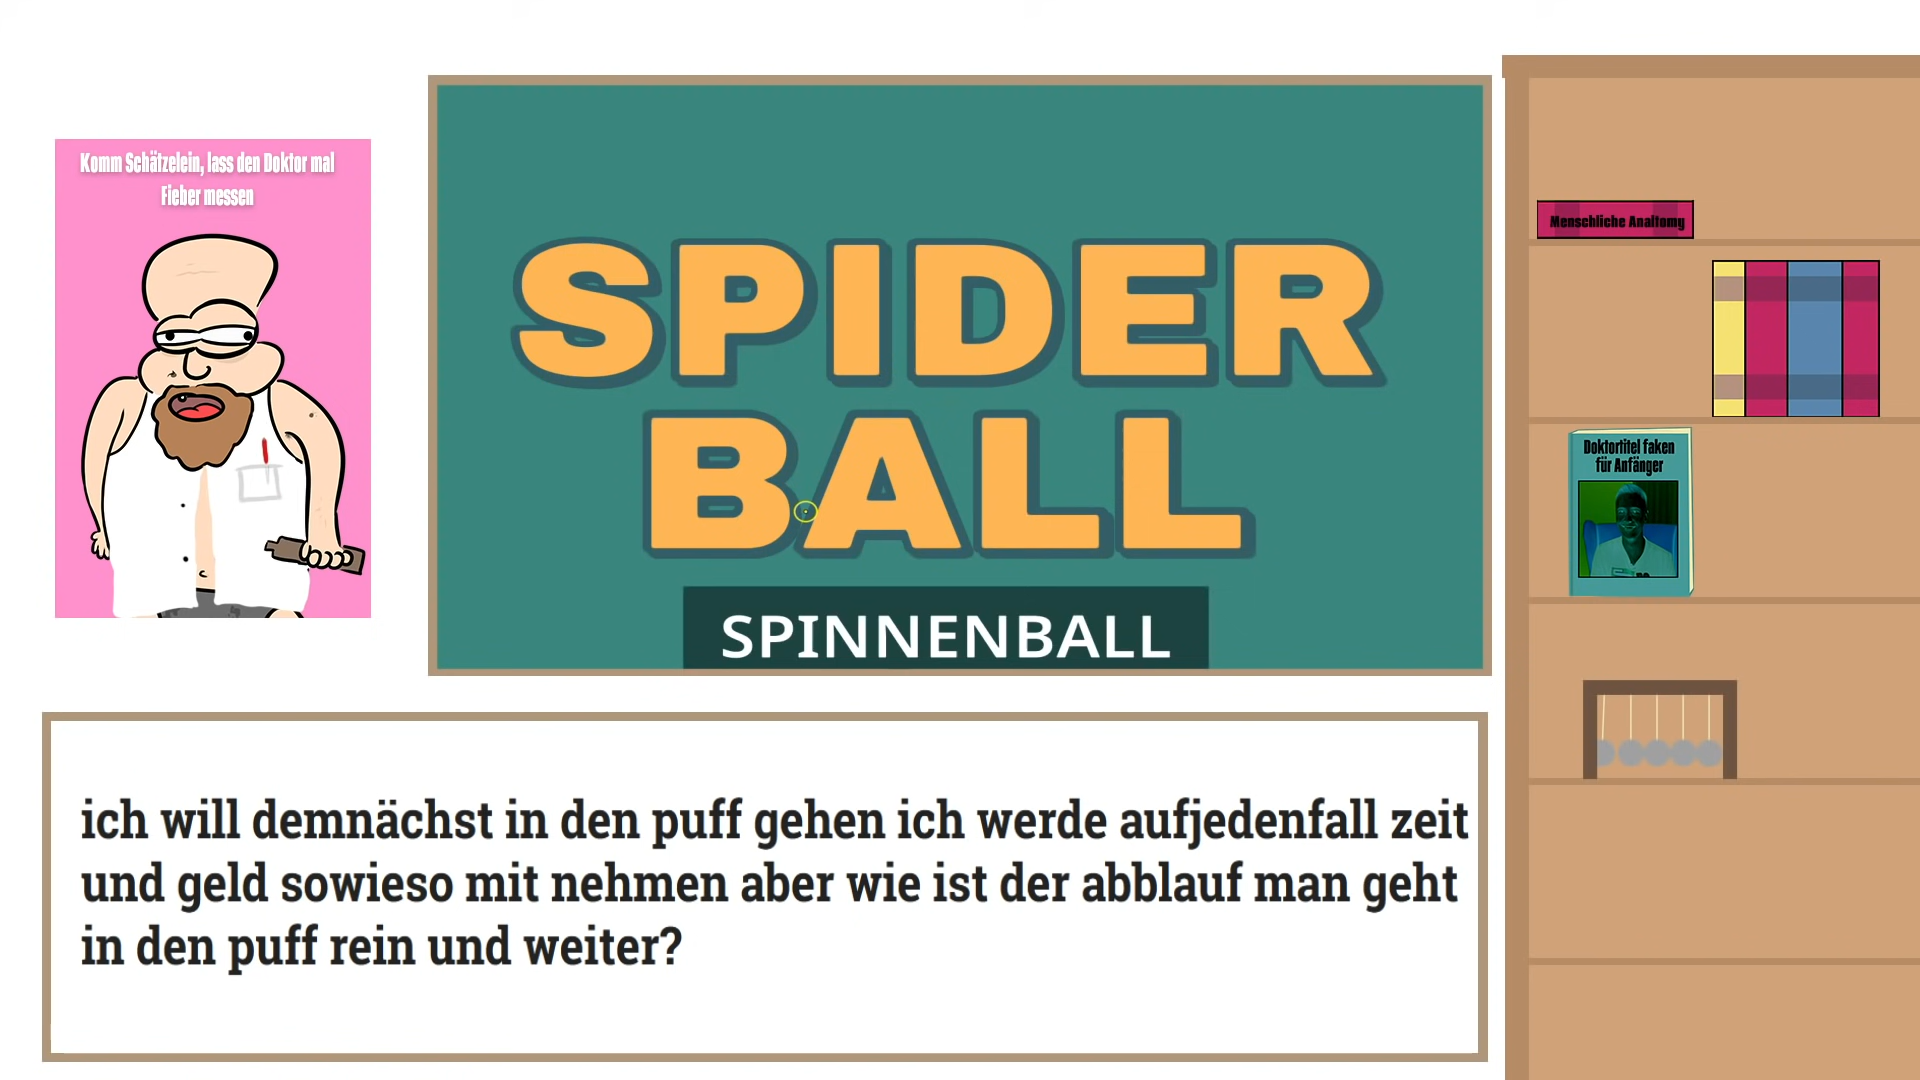 Komm Schätzelein, lass den Doktor mal
Fieber messen
SPIDER
BALL
SPINNENBALL
Menschliche Analtomy
Doktortitel faken
für Anfänger
ich will demnächst in den puff gehen ich werde aufjedenfall zeit
und geld sowieso mit nehmen aber wie ist der abblauf man geht
in den puff rein und weiter?